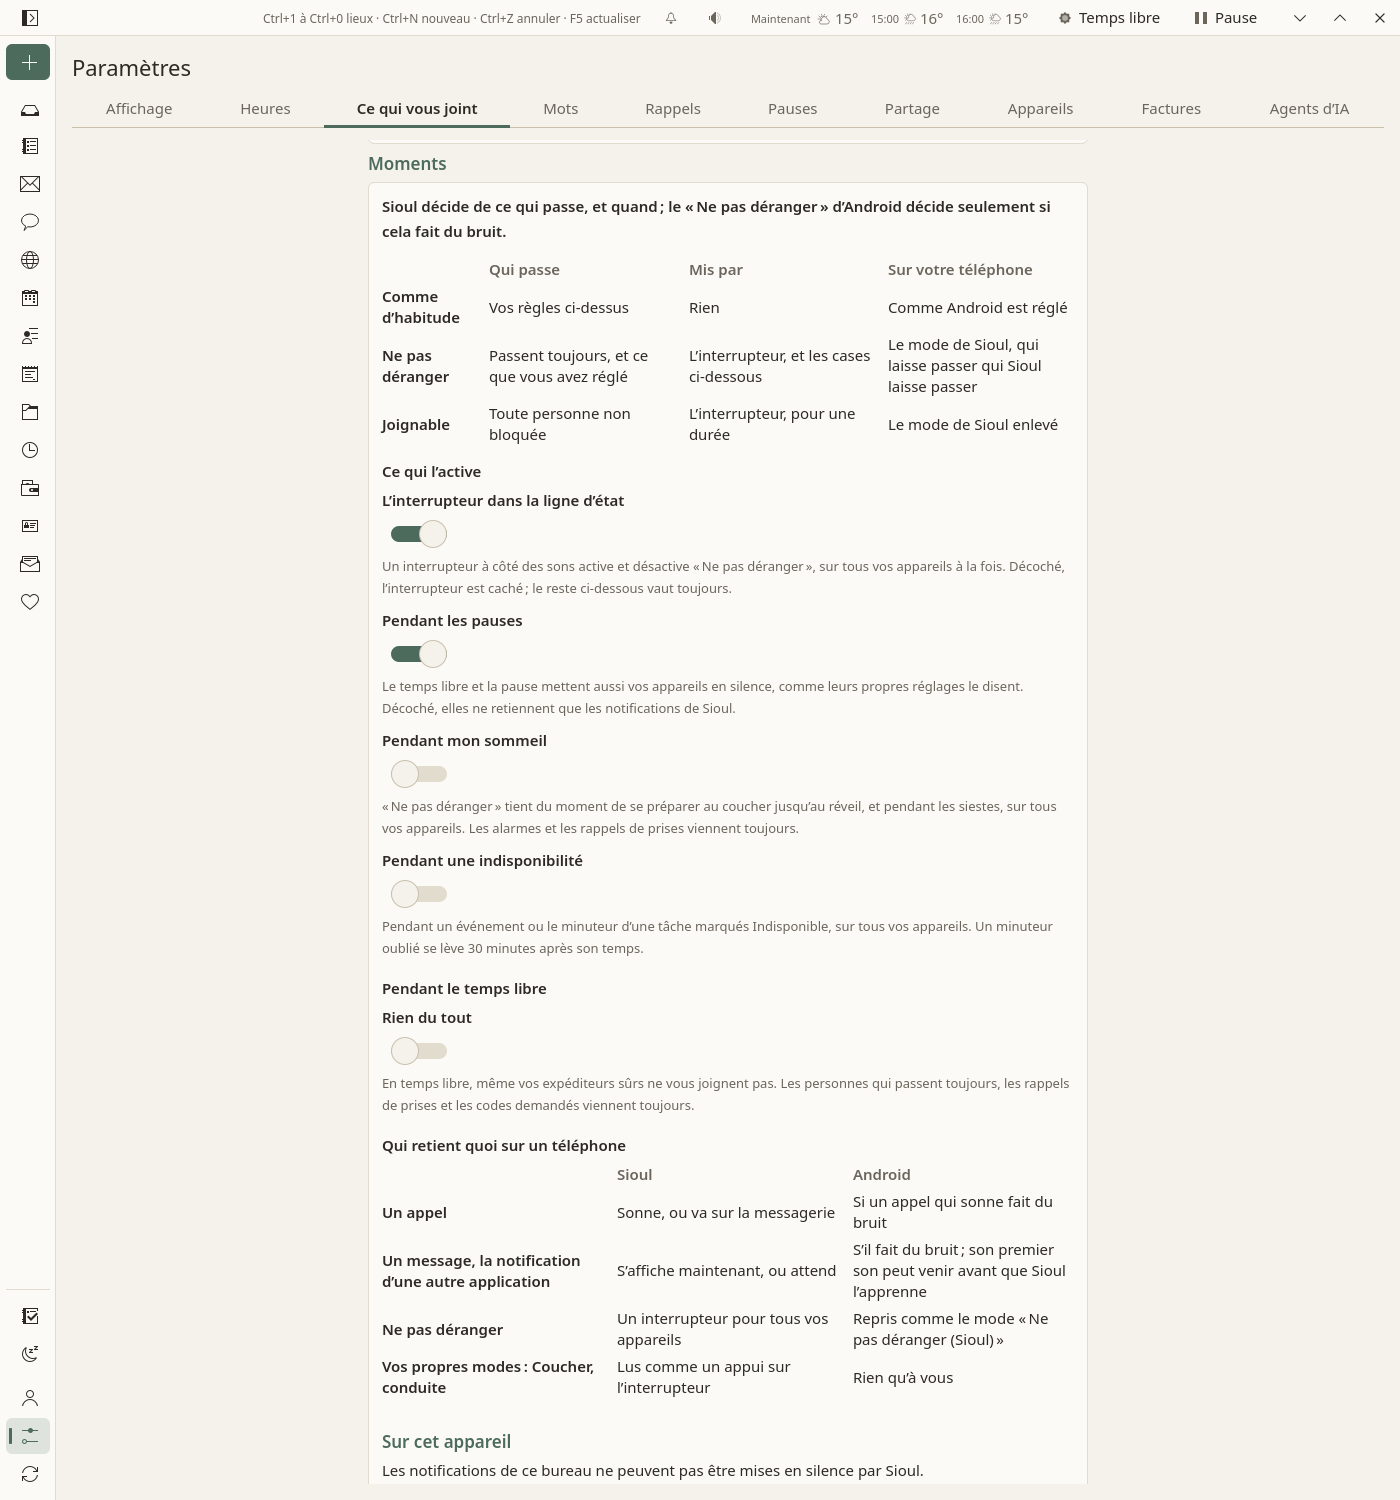 Ctrl+1 à Ctrl+0 lieux · Ctrl+N nouveau · Ctrl+Z annuler · F5 actualiser
Maintenant 15° 15:00 16° 16:00 15°
Temps libre
Pause
Paramètres
Affichage
Heures
Ce qui vous joint
Mots
Rappels
Pauses
Partage
Appareils
Factures
Agents d’IA
Moments
Sioul décide de ce qui passe, et quand ; le « Ne pas déranger » d’Android décide seulement si
cela fait du bruit.
Qui passe
Mis par
Sur votre téléphone
Comme
d’habitude
Vos règles ci-dessus
Rien
Comme Android est réglé
Ne pas
déranger
Passent toujours, et ce
que vous avez réglé
L’interrupteur, et les cases
ci-dessous
Le mode de Sioul, qui
laisse passer qui Sioul
laisse passer
Joignable
Toute personne non
bloquée
L’interrupteur, pour une
durée
Le mode de Sioul enlevé
Ce qui l’active
L’interrupteur dans la ligne d’état
Un interrupteur à côté des sons active et désactive « Ne pas déranger », sur tous vos appareils à la fois. Décoché,
l’interrupteur est caché ; le reste ci-dessous vaut toujours.
Pendant les pauses
Le temps libre et la pause mettent aussi vos appareils en silence, comme leurs propres réglages le disent.
Décoché, elles ne retiennent que les notifications de Sioul.
Pendant mon sommeil
« Ne pas déranger » tient du moment de se préparer au coucher jusqu’au réveil, et pendant les siestes, sur tous
vos appareils. Les alarmes et les rappels de prises viennent toujours.
Pendant une indisponibilité
Pendant un événement ou le minuteur d’une tâche marqués Indisponible, sur tous vos appareils. Un minuteur
oublié se lève 30 minutes après son temps.
Pendant le temps libre
Rien du tout
En temps libre, même vos expéditeurs sûrs ne vous joignent pas. Les personnes qui passent toujours, les rappels
de prises et les codes demandés viennent toujours.
Qui retient quoi sur un téléphone
Sioul
Android
Un appel
Sonne, ou va sur la messagerie
Si un appel qui sonne fait du
bruit
Un message, la notification
d’une autre application
S’affiche maintenant, ou attend
S’il fait du bruit ; son premier
son peut venir avant que Sioul
l’apprenne
Ne pas déranger
Un interrupteur pour tous vos
appareils
Repris comme le mode « Ne
pas déranger (Sioul) »
Vos propres modes : Coucher,
conduite
Lus comme un appui sur
l’interrupteur
Rien qu’à vous
Sur cet appareil
Les notifications de ce bureau ne peuvent pas être mises en silence par Sioul.